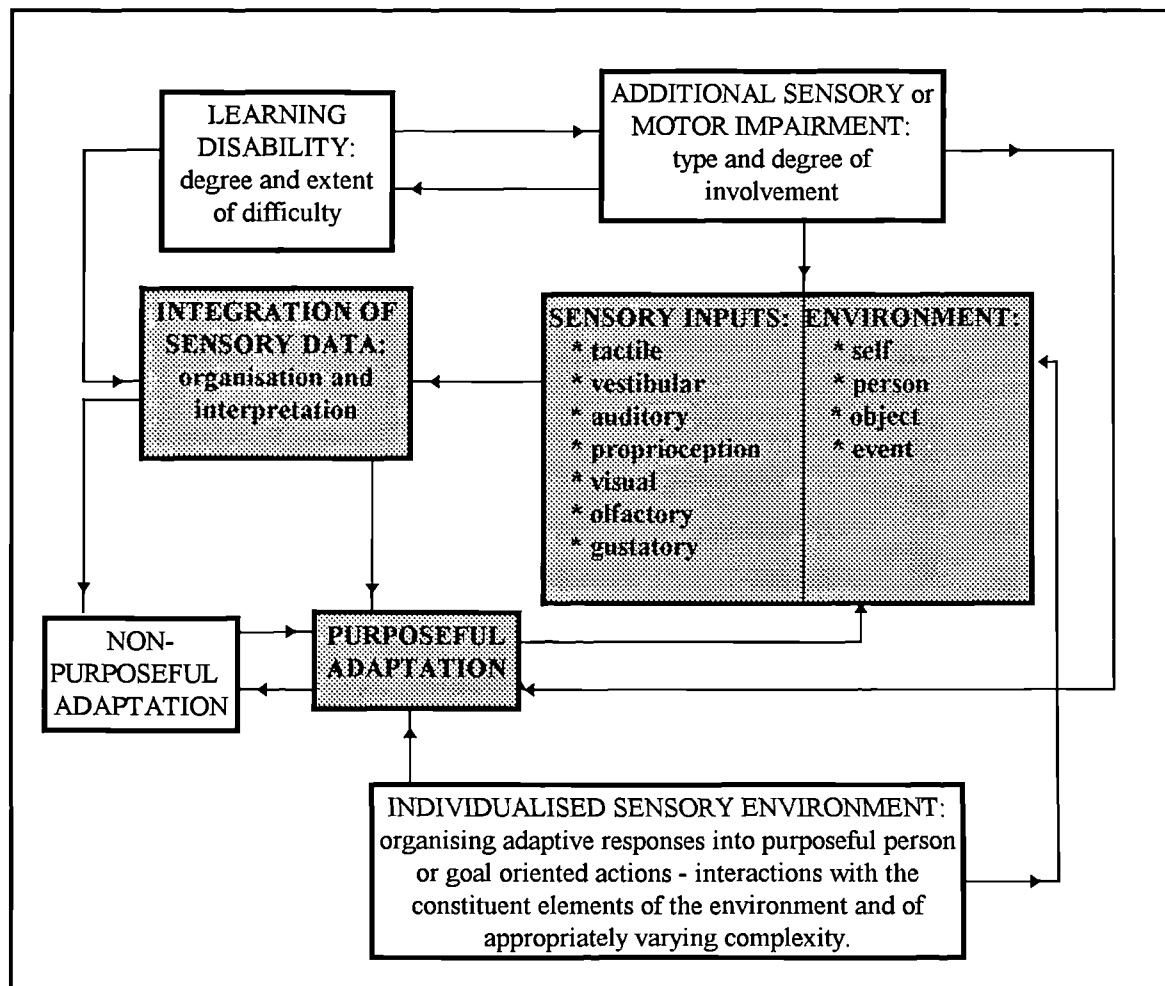 LEARNING
DISABILITY:
degree and extent
of difficulty
ADDITIONAL SENSORY or
MOTOR IMPAIRMENT:
type and degree of
involvement
INTEGRATION OF
SENSORY DATA:
organisation and
interpretation
SENSORY INPUTS:
* tactile
* vestibular
* auditory
* proprioception
* visual
* olfactory
* gustatory
ENVIRONMENT:
* self
* person
* object
* event
NON-
PURPOSEFUL
ADAPTATION
PURPOSEFUL
ADAPTATION
INDIVIDUALISED SENSORY ENVIRONMENT:
organising adaptive responses into purposeful person
or goal oriented actions - interactions with the
constituent elements of the environment and of
appropriately varying complexity.